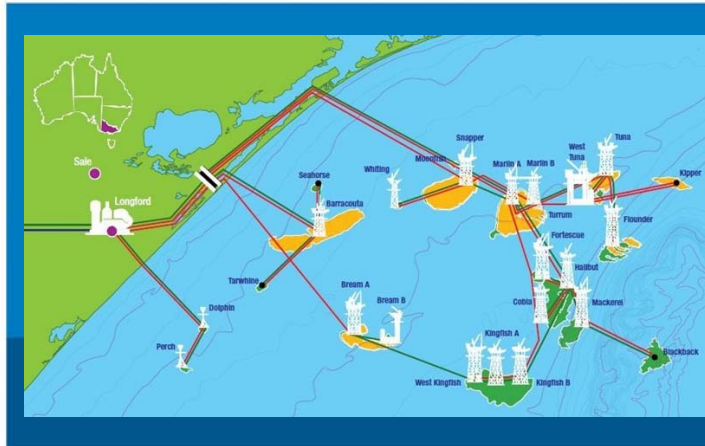 Sale
Longford
Seahorse
Barracouta
Tarwhine
Dolphin
Perch
Whiting
Moonfish
Snapper
Marlin A
Marlin B
West
Tuna
Tuna
Kipper
Turrum
Flounder
Fortescue
Halibut
Cobia
Mackerel
Bream A
Bream B
Kingfish A
West Kingfish
Kingfish B
Blackback